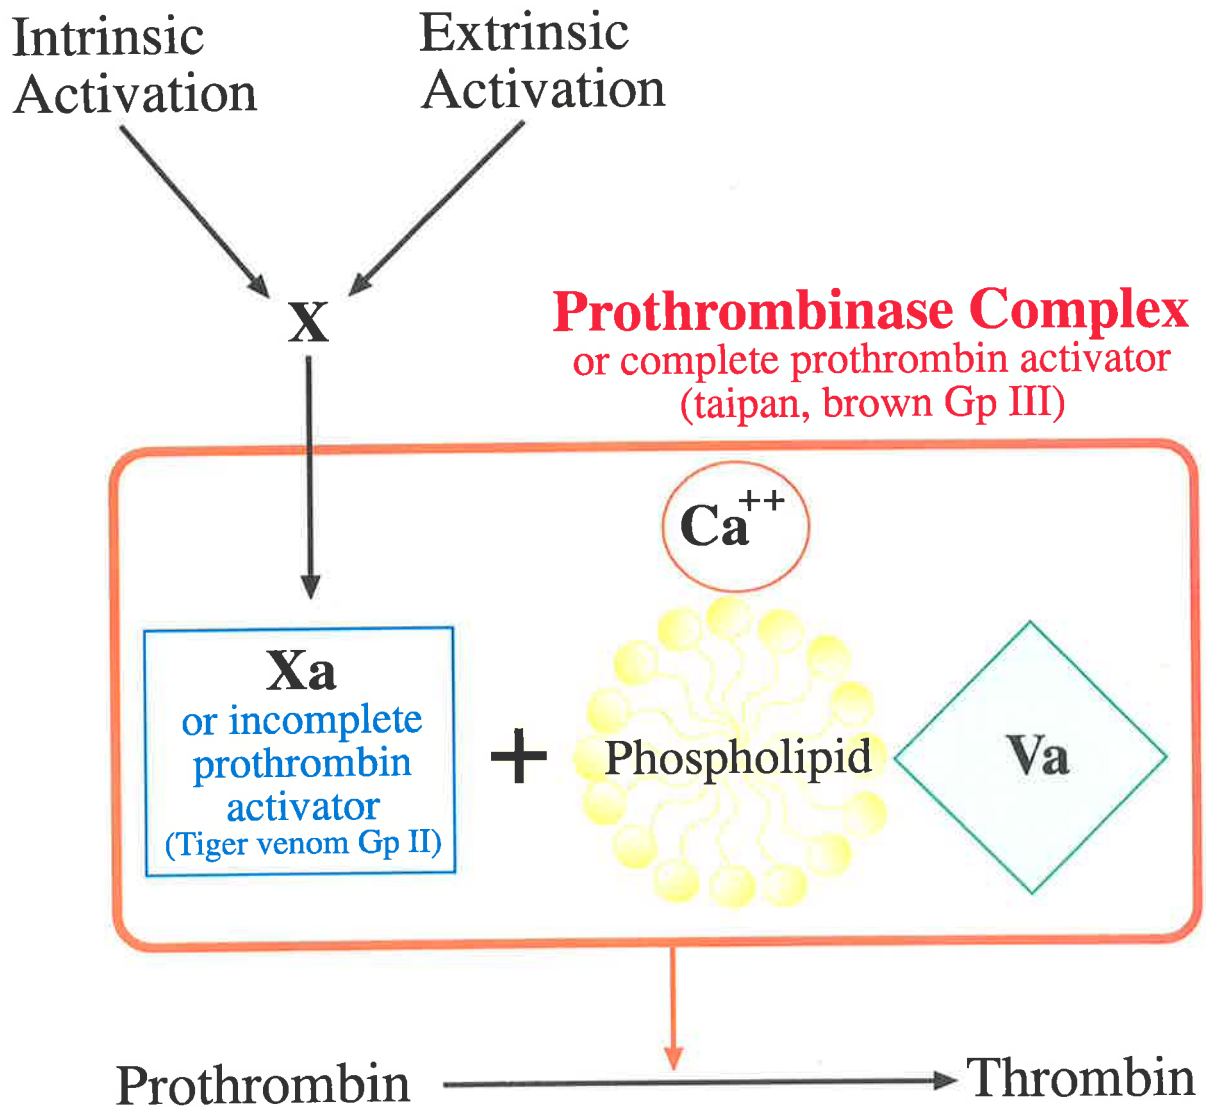 Intrinsic
Activation
Extrinsic
Activation
X
Prothrombinase Complex
or complete prothrombin activator
(taipan, brown Gp III)
Ca++
Xa
or incomplete
prothrombin
activator
(Tiger venom Gp II)
+
Phospholipid
Va
Prothrombin
Thrombin